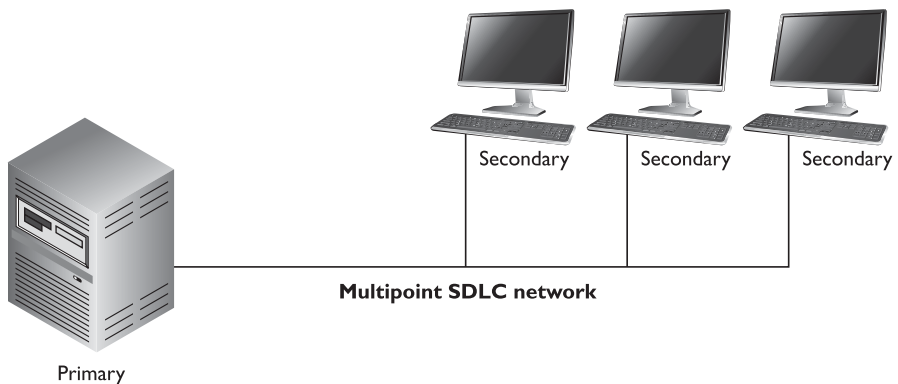 Secondary
Secondary
Secondary
Multipoint SDLC network
Primary